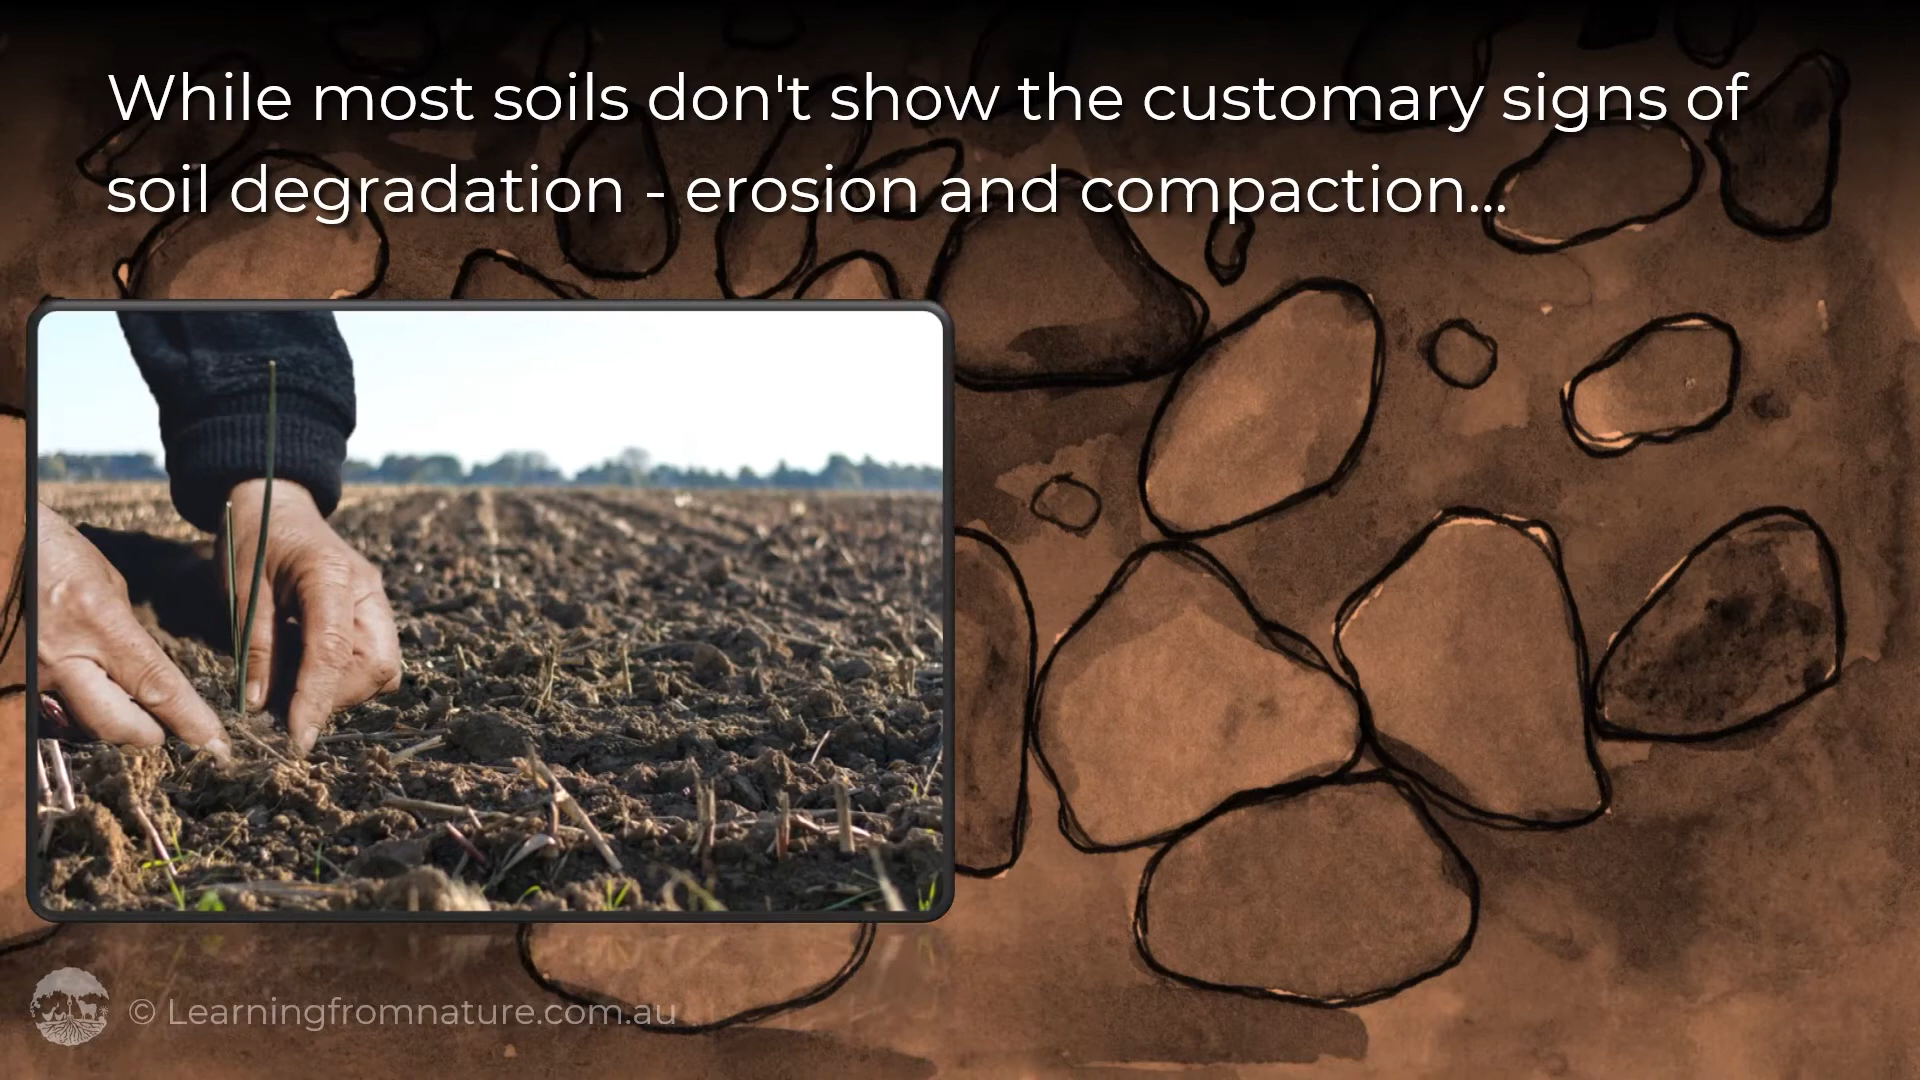 While most soils don't show the customary signs of
soil degradation - erosion and compaction...
© Learningfromnature.com.au